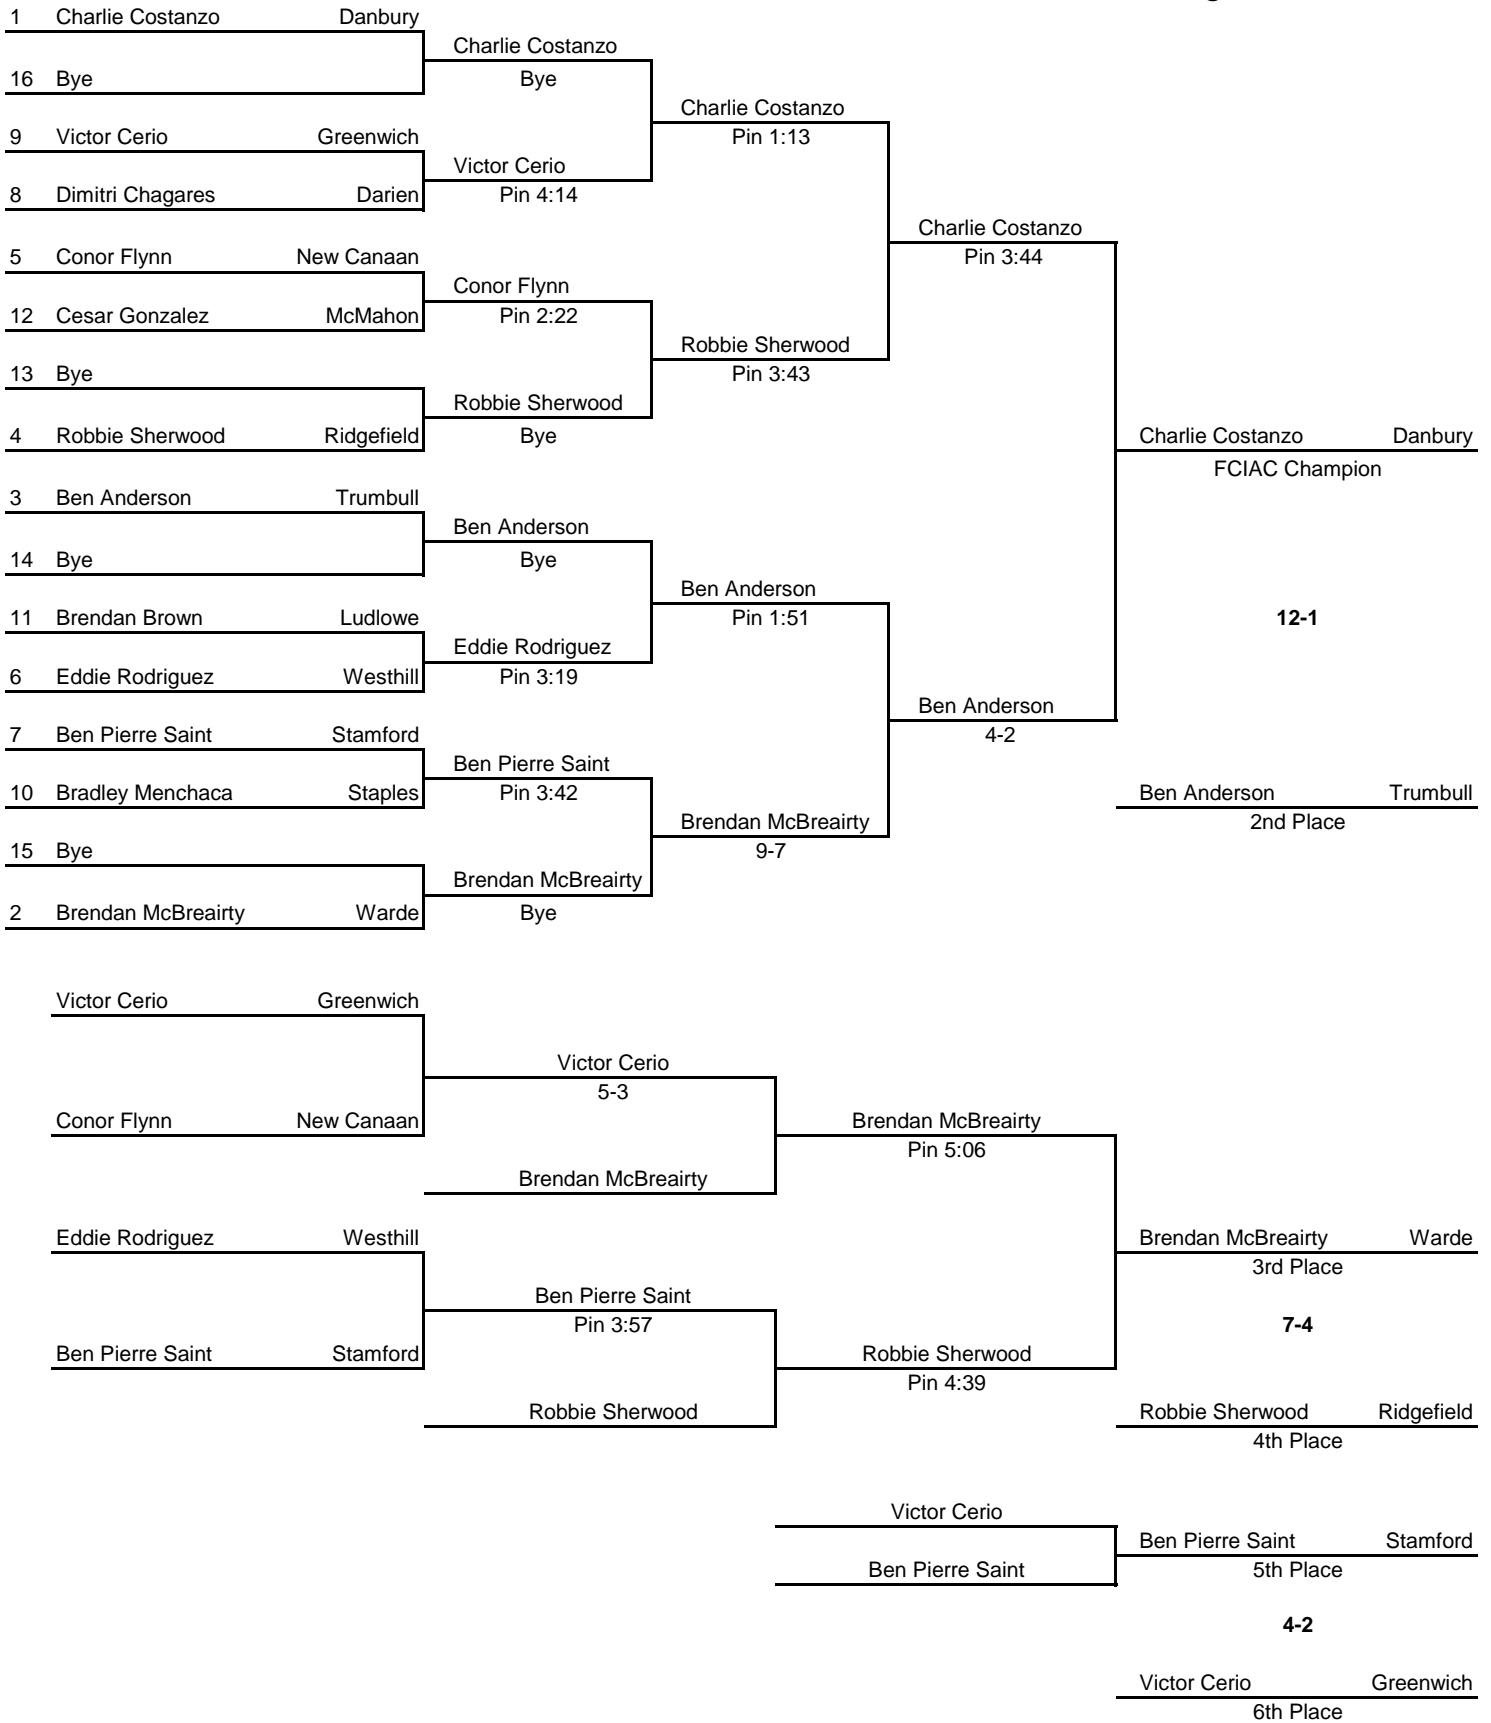 1 Charlie Costanzo Danbury
Charlie Costanzo
16 Bye
Bye
Charlie Costanzo
Pin 1:13
9 Victor Cerio Greenwich
Victor Cerio
Pin 4:14
8 Dimitri Chagares Darien
Charlie Costanzo
Pin 3:44
5 Conor Flynn New Canaan
Conor Flynn
Pin 2:22
12 Cesar Gonzalez McMahon
Robbie Sherwood
Pin 3:43
13 Bye
Robbie Sherwood
Bye
4 Robbie Sherwood Ridgefield
Charlie Costanzo Danbury
FCIAC Champion
3 Ben Anderson Trumbull
Ben Anderson
Bye
14 Bye
Ben Anderson
Pin 1:51
11 Brendan Brown Ludlowe
12-1
Eddie Rodriguez
Pin 3:19
6 Eddie Rodriguez Westhill
Ben Anderson
4-2
7 Ben Pierre Saint Stamford
Ben Pierre Saint
Pin 3:42
10 Bradley Menchaca Staples
Ben Anderson Trumbull
2nd Place
Brendan McBreairty
9-7
15 Bye
Brendan McBreairty
Bye
2 Brendan McBreairty Warde
Victor Cerio Greenwich
Victor Cerio
5-3
Conor Flynn New Canaan
Brendan McBreairty
Pin 5:06
Brendan McBreairty
Eddie Rodriguez Westhill
Brendan McBreairty Warde
3rd Place
Ben Pierre Saint
Pin 3:57
7-4
Ben Pierre Saint Stamford
Robbie Sherwood
Pin 4:39
Robbie Sherwood
Robbie Sherwood Ridgefield
4th Place
Victor Cerio
Ben Pierre Saint Stamford
5th Place
Ben Pierre Saint
4-2
Victor Cerio Greenwich
6th Place